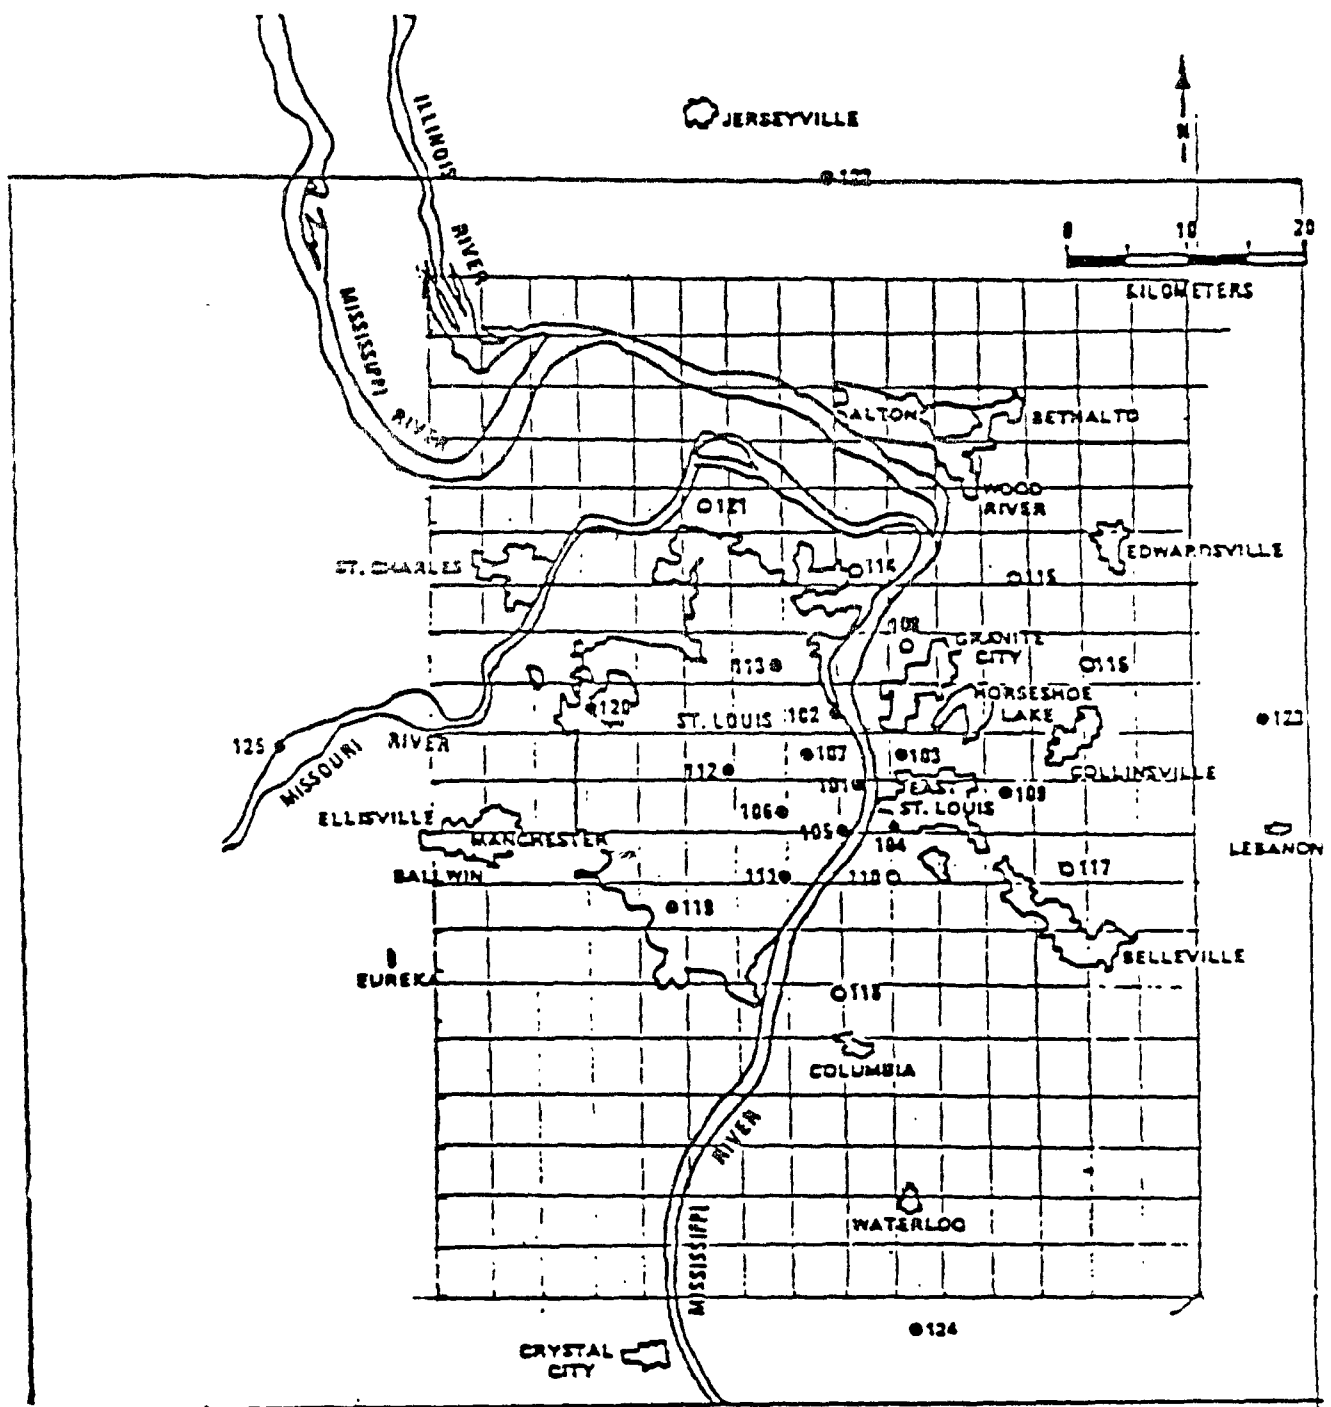 ILLINOIS
RIVER
JERSEYVILLE
N
122
0 10 20
KILOMETERS
MISSISSIPPI
RIVER
ALTON
BETHALTO
WOOD
RIVER
121
EDWARDSVILLE
ST. CHARLES
114
115
108
GRANITE
CITY
113
116
HORSESHOE
LAKE
120
ST. LOUIS
102
123
125
MISSOURI
RIVER
107
103
112
COLLINSVILLE
101
EAST
ST. LOUIS
109
106
ELLISVILLE
MANCHESTER
105
104
LEBANON
BALLWIN
111
110
117
118
EUREKA
BELLEVILLE
COLUMBIA
RIVER
MISSISSIPPI
WATERLOO
124
CRYSTAL
CITY